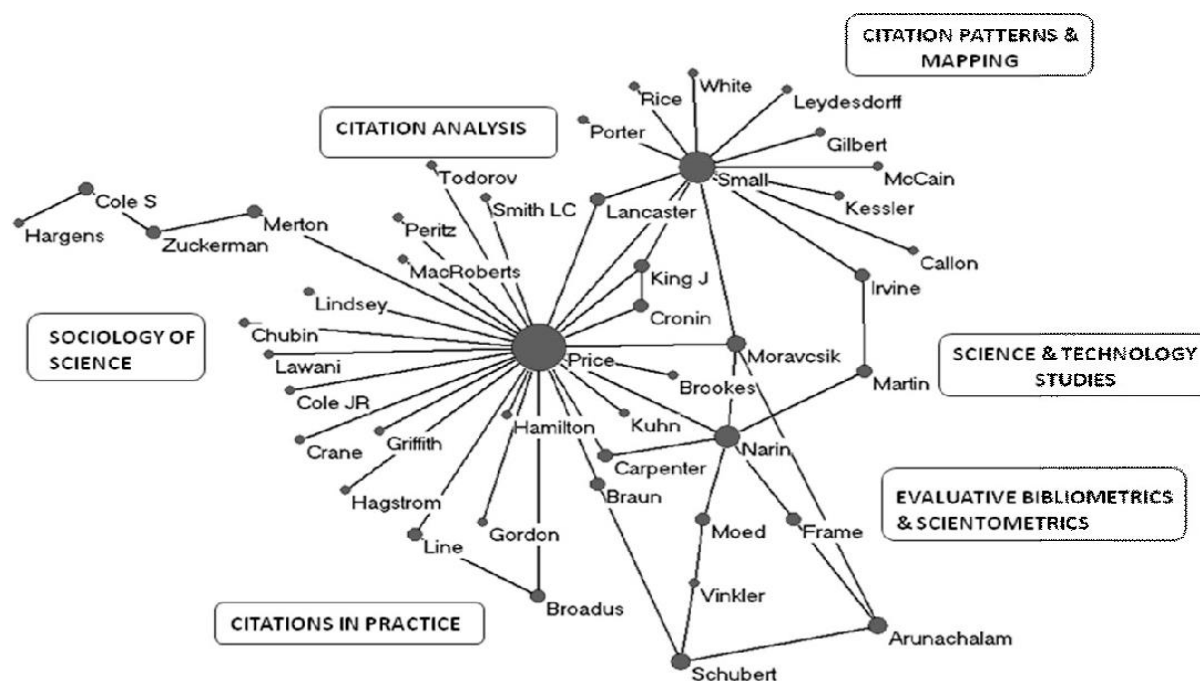 CITATION PATTERNS &
MAPPING
White
Rice
Leydesdorff
Porter
Gilbert
CITATION ANALYSIS
Todorov
Small
McCain
Cole S
Smith LC
Lancaster
Kessler
Hargens
Zuckerman
Merton
Peritz
Callon
MacRoberts
King J
Irvine
Lindsey
Cronin
SOCIOLOGY OF
SCIENCE
Chubin
Price
Moravcsik
SCIENCE & TECHNOLOGY
STUDIES
Lawani
Brookes
Martin
Cole JR
Hamilton
Kuhn
Crane
Griffith
Narin
Carpenter
Hagstrom
Braun
EVALUATIVE BIBLIOMETRICS
& SCIENTOMETRICS
Line
Gordon
Moed
Frame
Vinkler
CITATIONS IN PRACTICE
Broadus
Arunachalam
Schubert